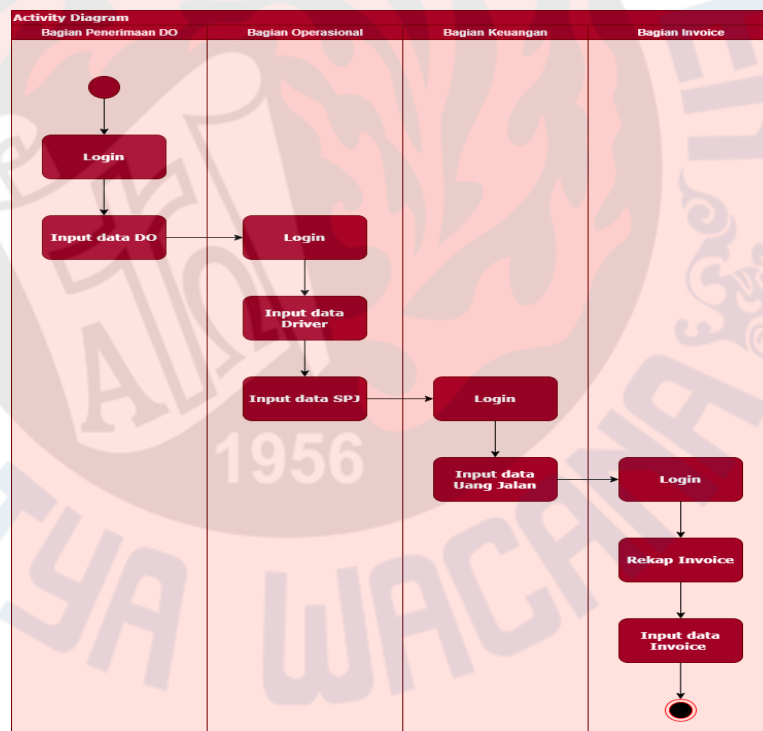 Activity Diagram
Bagian Penerimaan DO
Bagian Operasional
Bagian Keuangan
Bagian Invoice
Login
Input data DO
Login
Input data
Driver
Input data SPJ
Login
Input data
Uang Jalan
Login
Rekap Invoice
Input data
Invoice
1956
WACANA